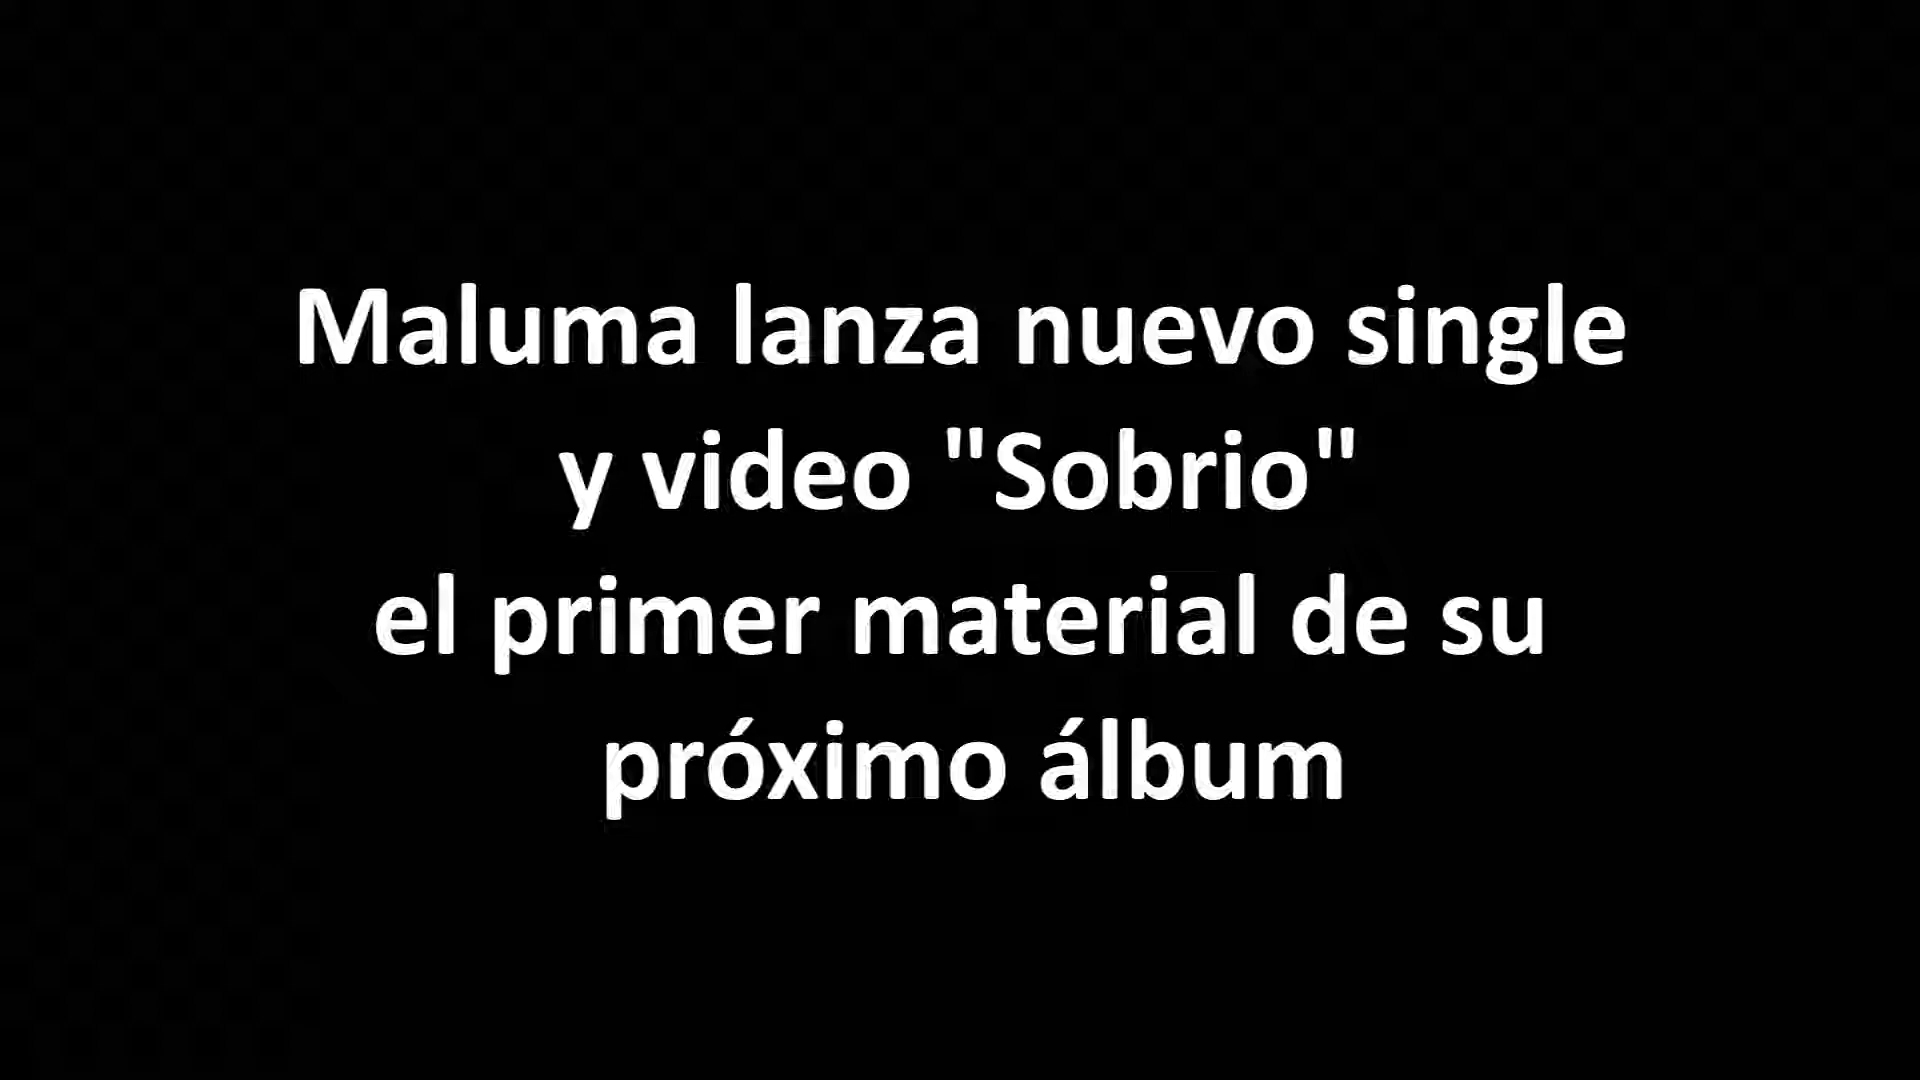 Maluma lanza nuevo single
y video "Sobrio"
el primer material de su
próximo álbum